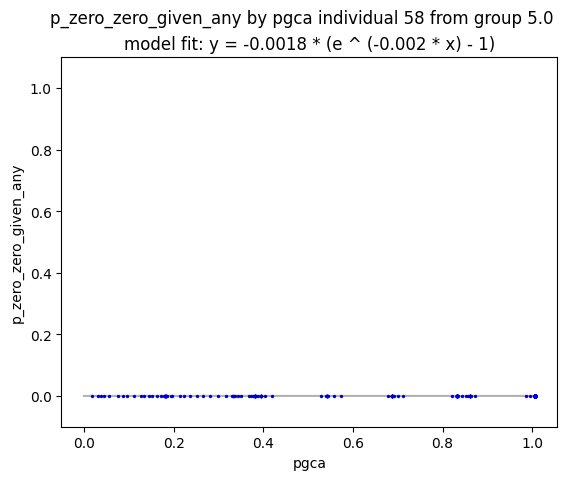 p_zero_zero_given_any by pgca individual 58 from group 5.0
model fit: y = -0.0018 * (e ^ (-0.002 * x) - 1)
p_zero_zero_given_any
1.0
0.8
0.6
0.4
0.2
0.0
0.0 0.2 0.4 0.6 0.8 1.0
pgca